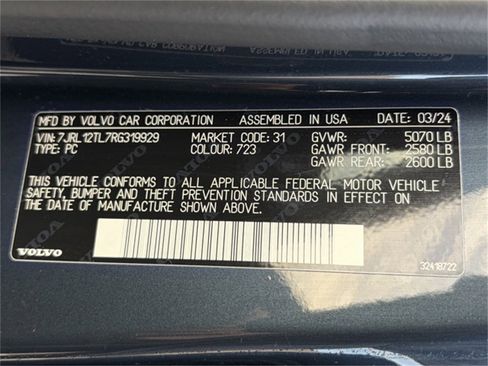 MFD BY VOLVO CAR CORPORATION ASSEMBLED IN USA DATE: 03/24
VIN: 7JRL12TL7RG319929 MARKET CODE: 31 GVWR: 5070 LB
TYPE: PC COLOUR: 723 GAWR FRONT: 2580 LB
GAWR REAR: 2600 LB
THIS VEHICLE CONFORMS TO ALL APPLICABLE FEDERAL MOTOR VEHICLE
SAFETY, BUMPER AND THEFT PREVENTION STANDARDS IN EFFECT ON
THE DATE OF MANUFACTURE SHOWN ABOVE.
VOLVO 32418722